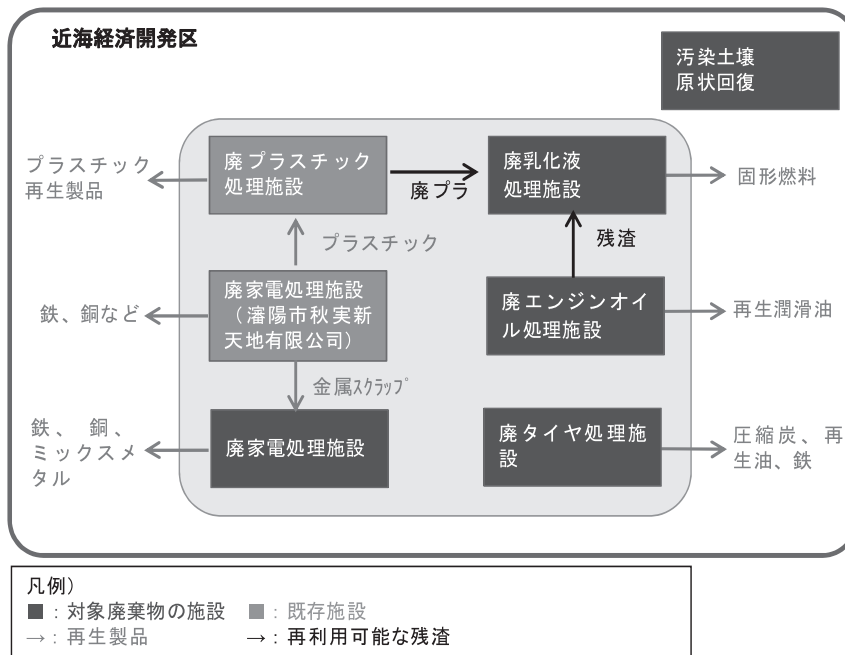 近海経済開発区
汚染土壌
原状回復
プラスチック
再生製品
廃プラスチック
処理施設
廃プラ
廃乳化液
処理施設
固形燃料
プラスチック
残渣
鉄、銅など
廃家電処理施設
（瀋陽市秋実新
天地有限公司）
廃エンジンオイ
ル処理施設
再生潤滑油
金属ｽｸﾗｯﾌﾟ
鉄、 銅、
ミックスメ
タル
廃家電処理施設
廃タイヤ処理施
設
圧縮炭、再
生油、鉄
凡例）
■：対象廃棄物の施設 ■：既存施設
→：再生製品 →：再利用可能な残渣